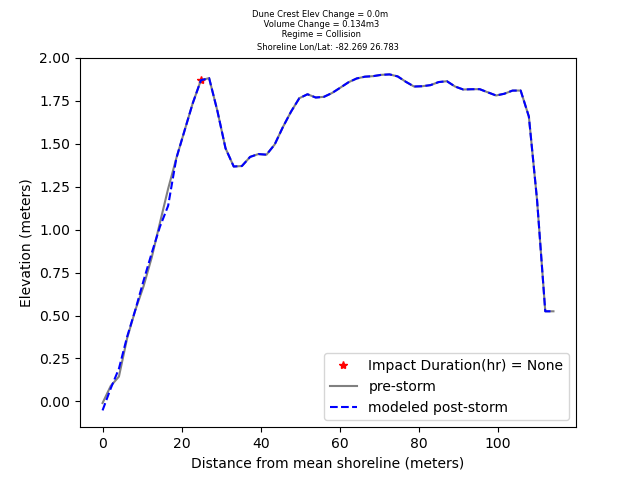 Dune Crest Elev Change = 0.0m
Volume Change = 0.134m3
Regime = Collision
Shoreline Lon/Lat: -82.269 26.783
2.00
1.75
1.50
1.25
1.00
0.75
0.50
0.25
0.00
Elevation (meters)
Impact Duration(hr) = None
pre-storm
modeled post-storm
0 20 40 60 80 100
Distance from mean shoreline (meters)